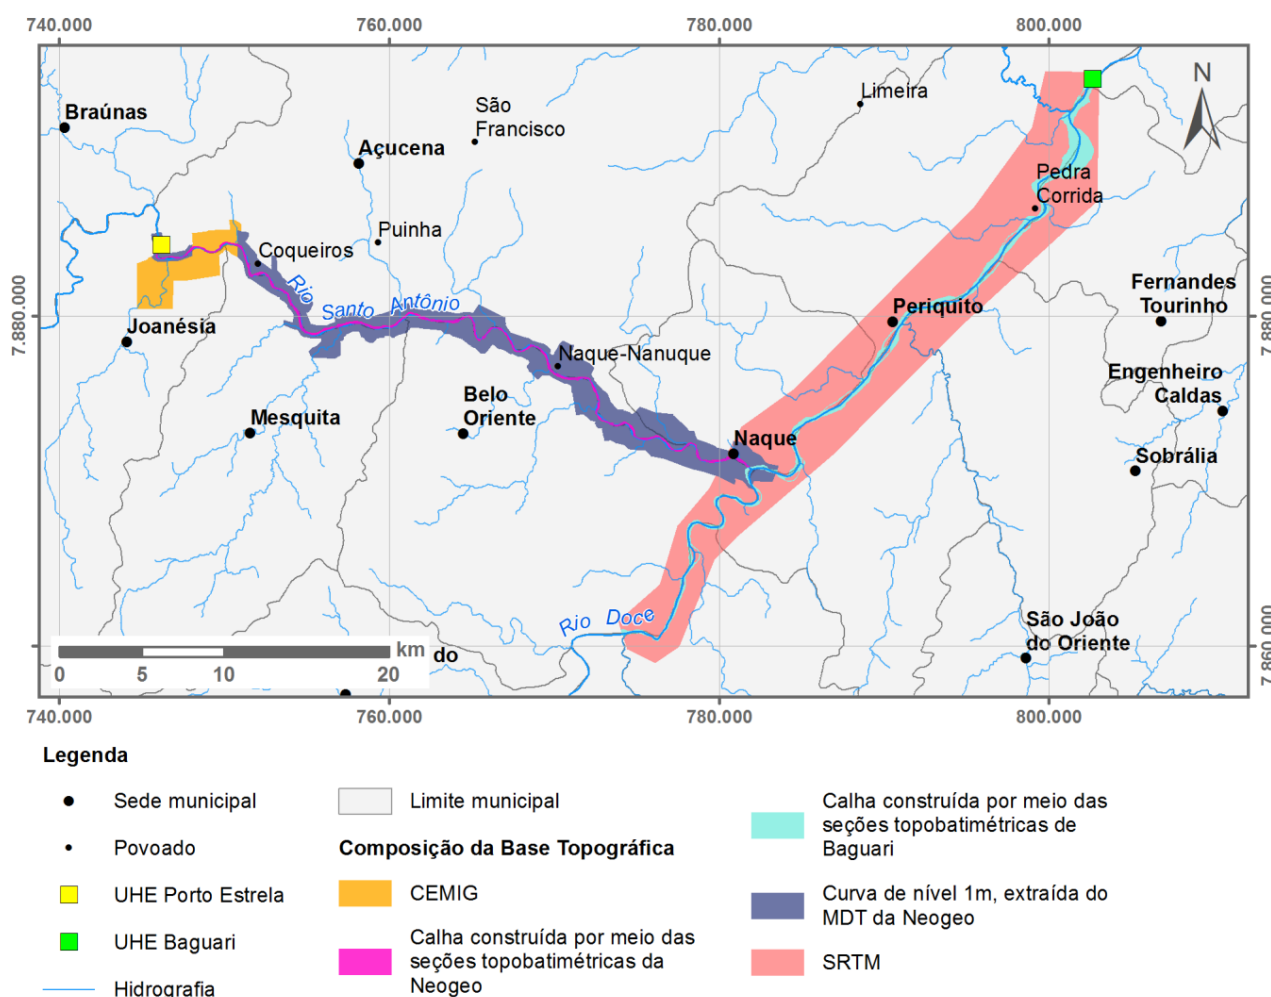 740.000
760.000
780.000
800.000
N
Braúnas
São
Francisco
Limeira
Açucena
Pedra
Corrida
Puinha
Coqueiros
Rio
Santo Antônio
7.880.000
Fernandes
Tourinho
7.880.000
Joanésia
Periquito
Naque-Nanuque
Engenheiro
Caldas
Belo
Oriente
Mesquita
Naque
Sobrália
Rio Doce
São João
do Oriente
km
do
0
5
10
20
740.000
760.000
780.000
800.000
Legenda
Sede municipal
Povoado
UHE Porto Estrela
UHE Baguari
Hidrografia
Limite municipal
Composição da Base Topográfica
CEMIG
Calha construída por meio das
seções topobatimétricas da
Neogeo
Calha construída por meio das
seções topobatimétricas de
Baguari
Curva de nível 1m, extraída do
MDT da Neogeo
SRTM